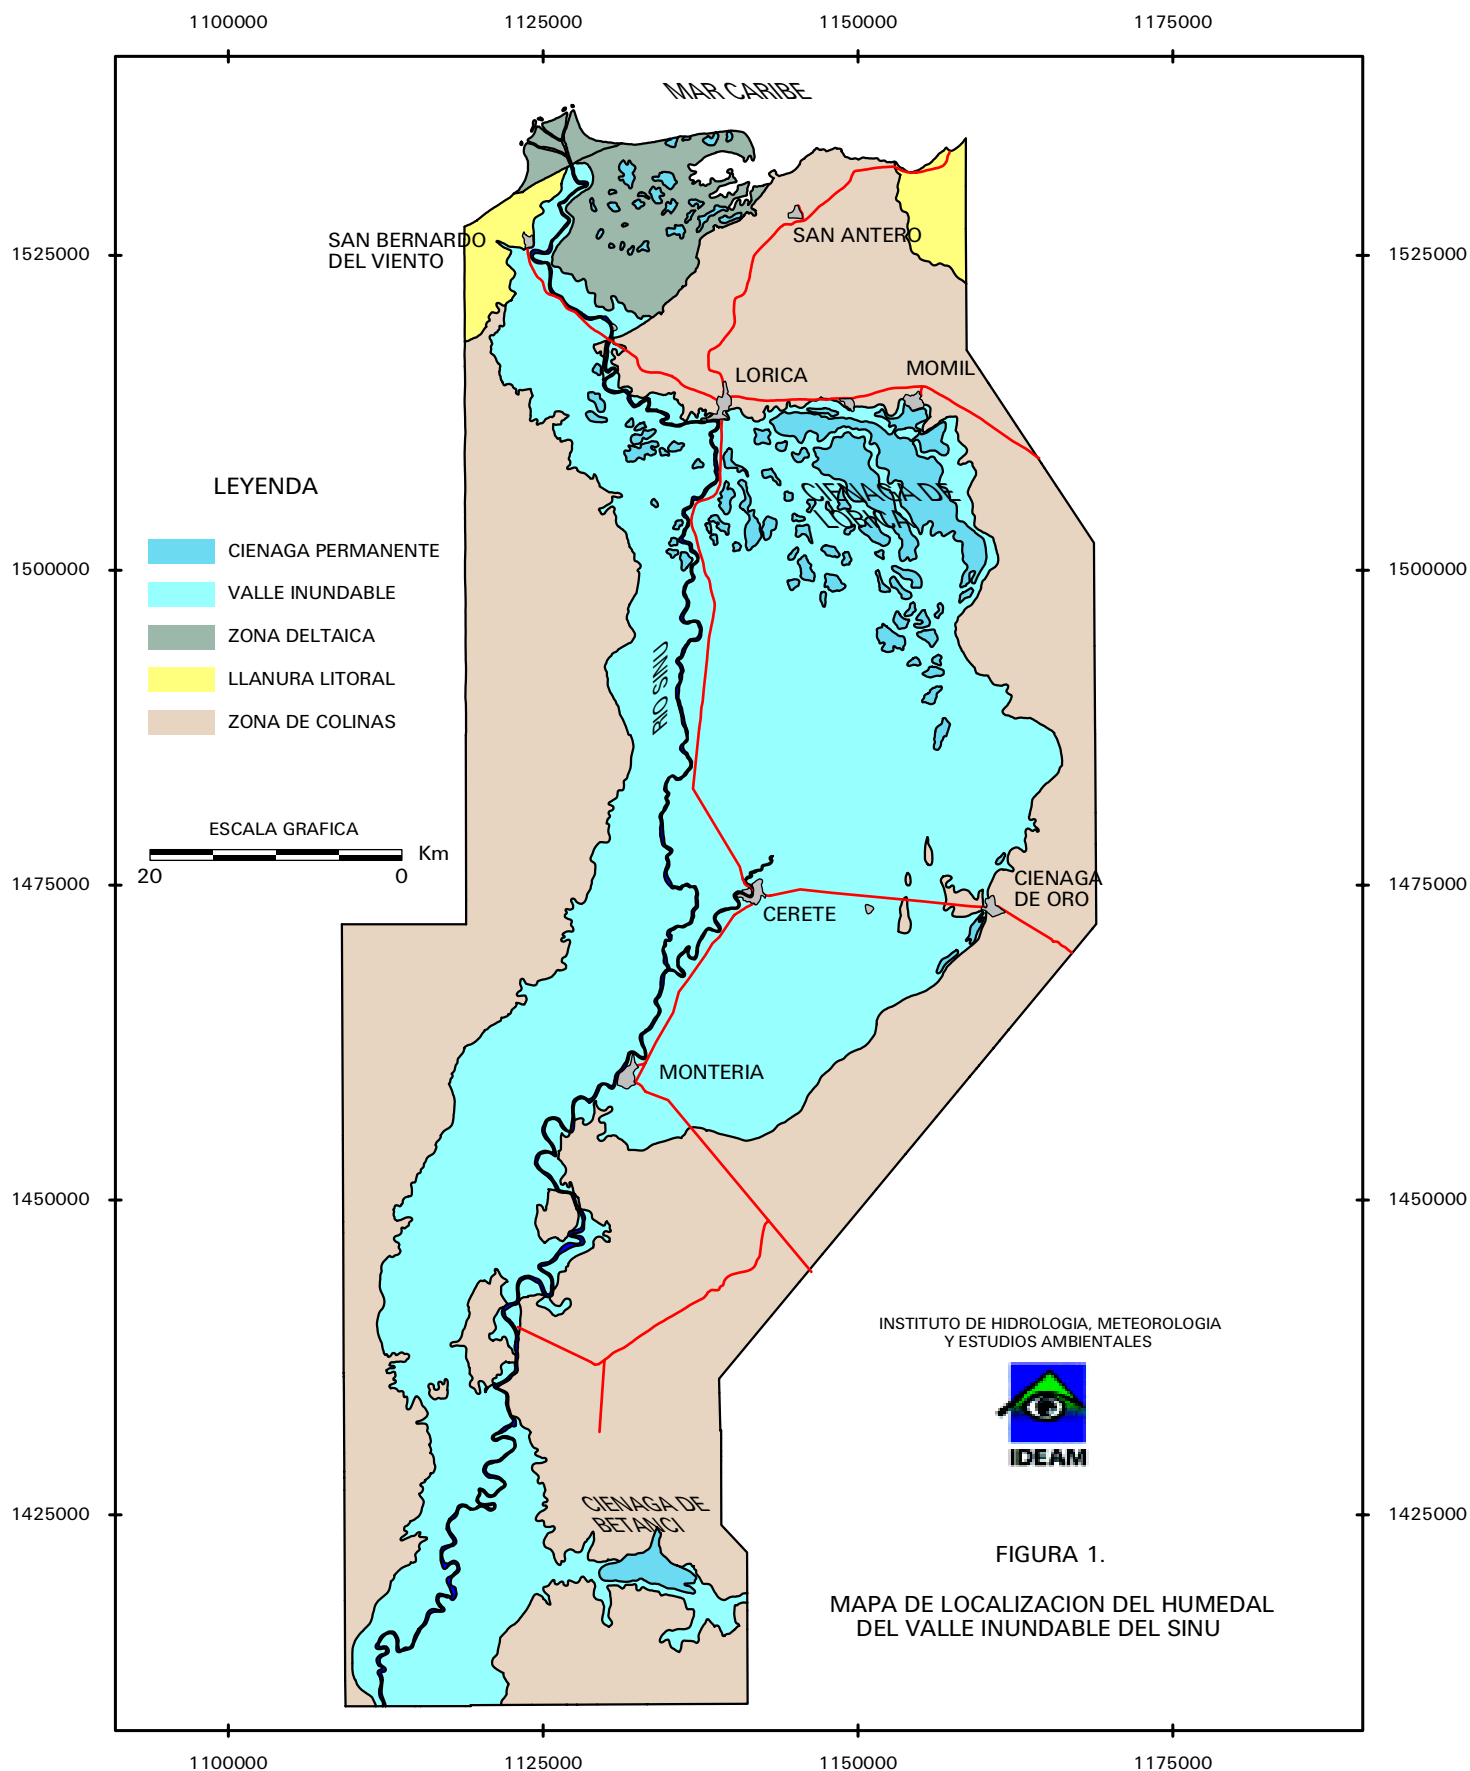 1100000 1125000 1150000 1175000
MAR CARIBE
SAN BERNARDO
DEL VIENTO
SAN ANTERO
1525000 1525000
LORICA
MOMIL
LEYENDA
CIENAGA DE
LORICA
CIENAGA PERMANENTE
1500000 1500000
VALLE INUNDABLE
ZONA DELTAICA
LLANURA LITORAL
ZONA DE COLINAS
RIO SINU
ESCALA GRAFICA
Km
20 0
1475000 1475000
CIENAGA
DE ORO
CERETE
MONTERIA
1450000 1450000
INSTITUTO DE HIDROLOGIA, METEOROLOGIA
Y ESTUDIOS AMBIENTALES
IDEAM
CIENAGA DE
BETANCI
1425000 1425000
FIGURA 1.
MAPA DE LOCALIZACION DEL HUMEDAL
DEL VALLE INUNDABLE DEL SINU
1100000 1125000 1150000 1175000